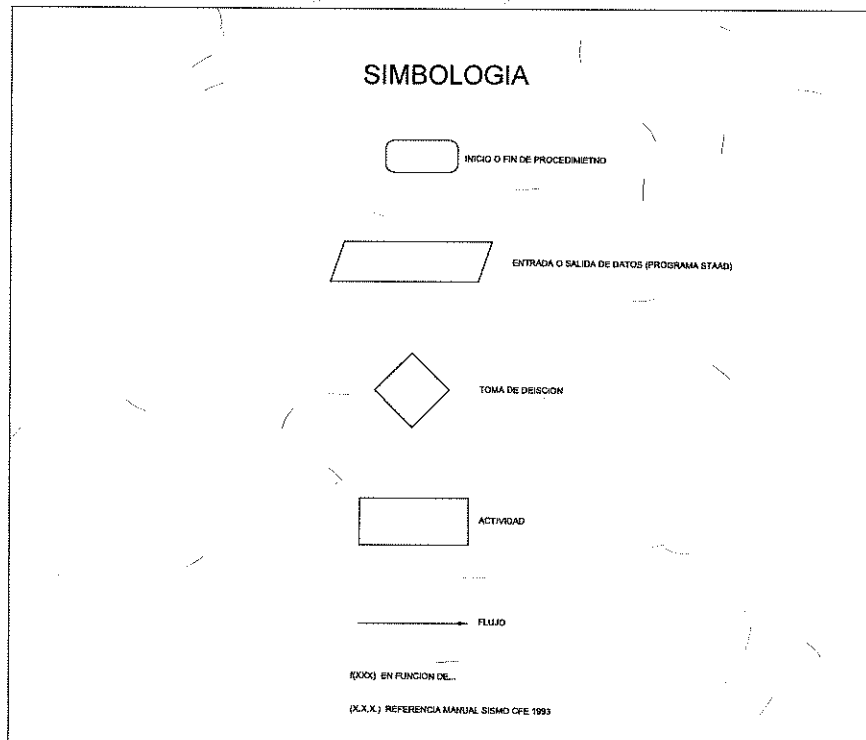 SIMBOLOGIA
INICIO O FIN DE PROCEDIMIETNO
ENTRADA O SALIDA DE DATOS (PROGRAMA STAAD)
TOMA DE DEISCION
ACTIVIDAD
FLUJO
f(XXX) EN FUNCION DE...
(X.X.X.) REFERENCIA MANUAL SISMO CFE 1993